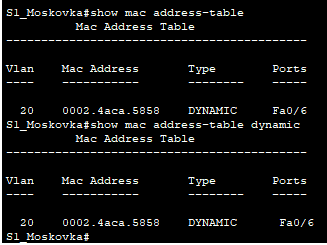 S1_Moskovka#show mac address-table
          Mac Address Table
-------------------------------------------

Vlan    Mac Address       Type        Ports
----    -----------       --------    -----

  20    0002.4aca.5858    DYNAMIC     Fa0/6
S1_Moskovka#show mac address-table dynamic
          Mac Address Table
-------------------------------------------

Vlan    Mac Address       Type        Ports
----    -----------       --------    -----

  20    0002.4aca.5858    DYNAMIC      Fa0/6
S1_Moskovka#